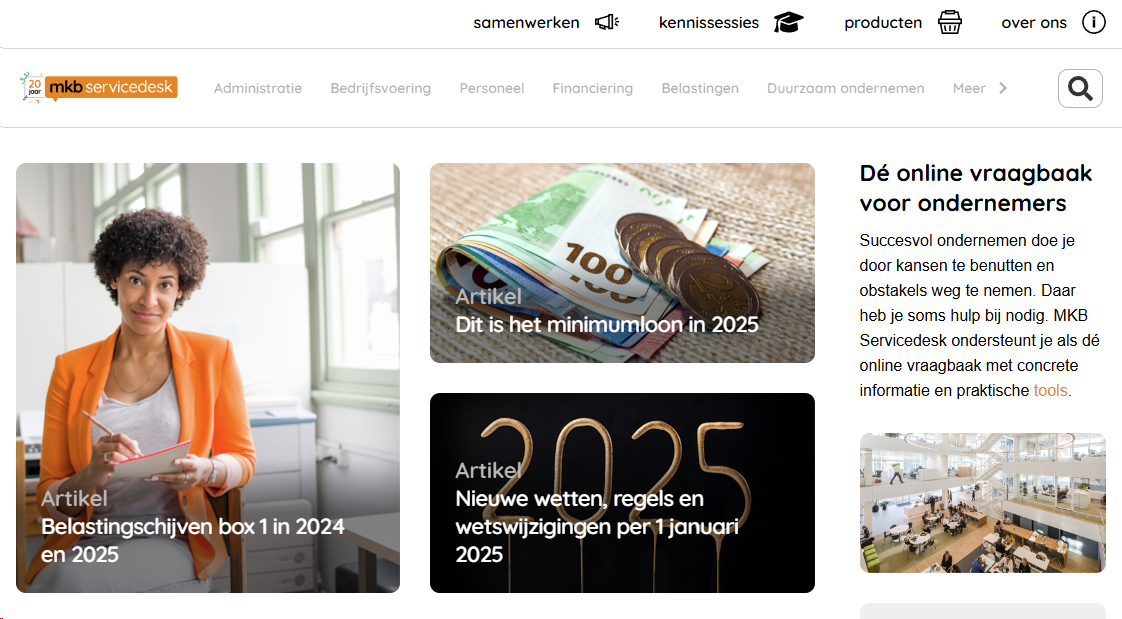 samenwerken
kennissessies
producten
over ons
20
jaar
mkb servicedesk
Administratie
Bedrijfsvoering
Personeel
Financiering
Belastingen
Duurzaam ondernemen
Meer
Artikel
Belastingschijven box 1 in 2024
en 2025
100
Artikel
Dit is het minimumloon in 2025
2025
Artikel
Nieuwe wetten, regels en
wetswijzigingen per 1 januari
2025
Dé online vraagbaak
voor ondernemers
Succesvol ondernemen doe je
door kansen te benutten en
obstakels weg te nemen. Daar
heb je soms hulp bij nodig. MKB
Servicedesk ondersteunt je als dé
online vraagbaak met concrete
informatie en praktische tools.